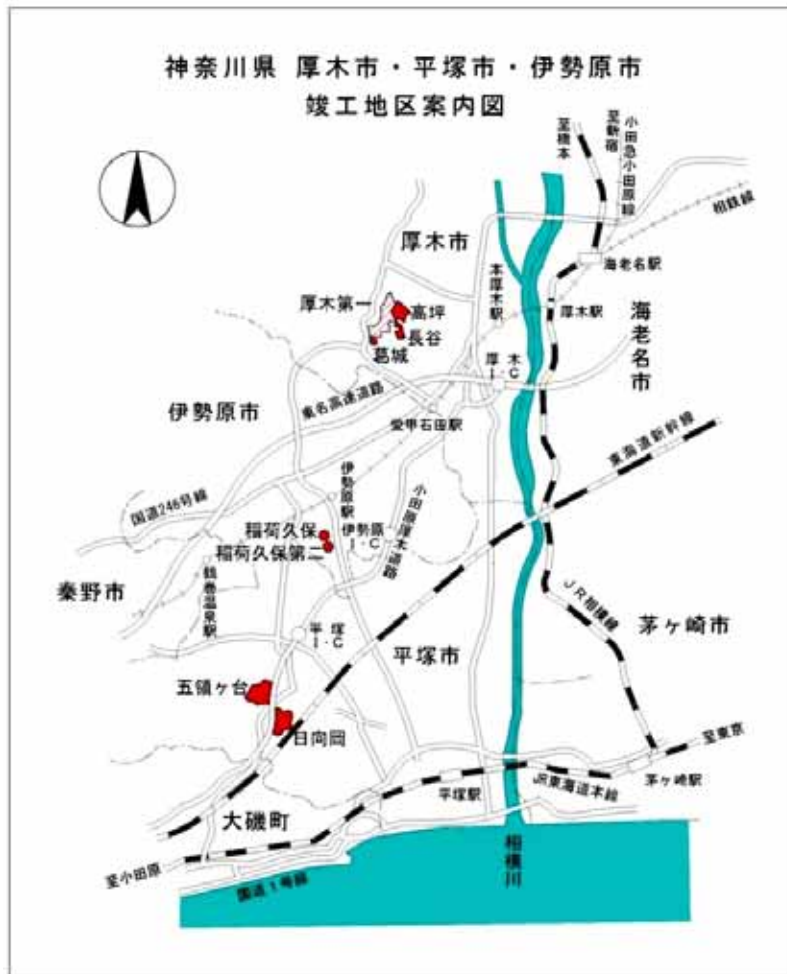 神奈川県 厚木市・平塚市・伊勢原市
竣工地区案内図
至橋本
至新宿
小田急小田原線
相鉄線
厚木市
本厚木駅
海老名駅
厚木第一
高坪
長谷
葛城
厚木駅
海老名市
厚木I・C
伊勢原市
東名高速道路
愛甲石田駅
東海道新幹線
国道246号線
伊勢原駅
小田原厚木道路
稲荷久保
伊勢原I・C
稲荷久保第二
秦野市
鶴巻温泉駅
平塚I・C
JR相模線
茅ヶ崎市
平塚市
五領ヶ台
日向岡
至東京
茅ヶ崎駅
JR東海道本線
平塚駅
大磯町
至小田原
国道1号線
相模川